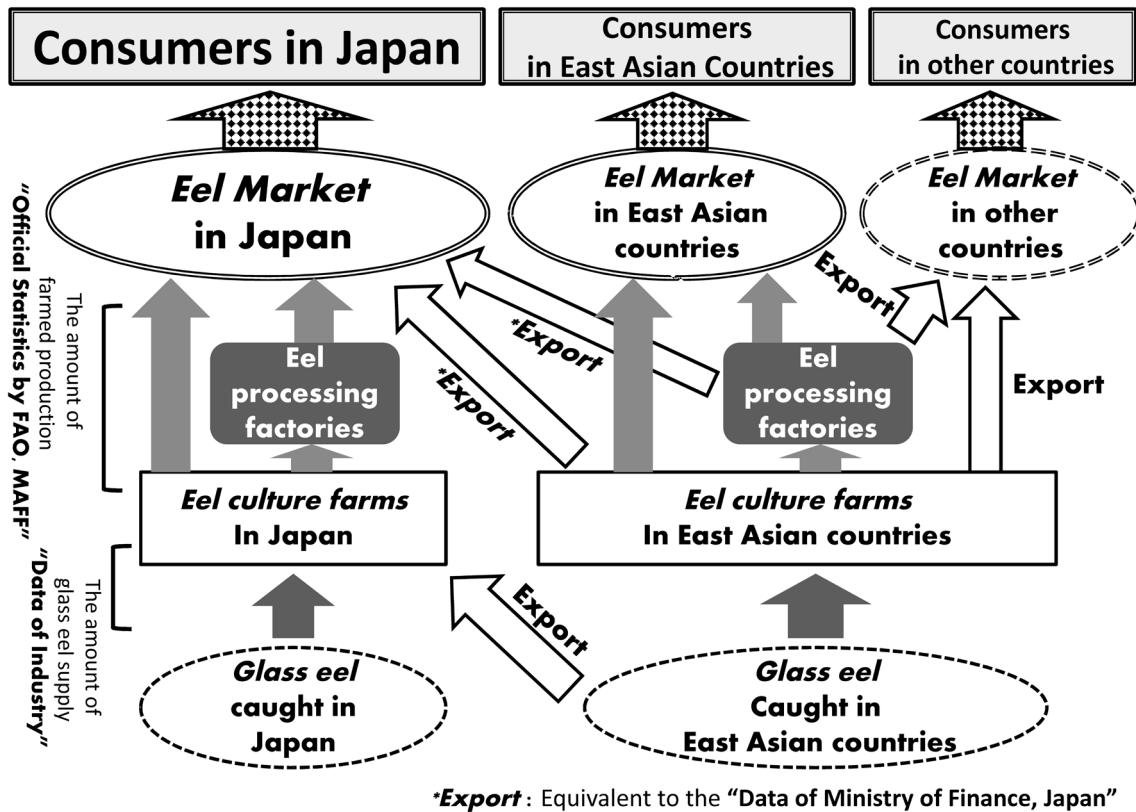 Consumers in Japan
Consumers
in East Asian Countries
Consumers
in other countries
Eel Market
in Japan
Eel Market
in East Asian
countries
Eel Market
in other
countries
"Official Statistics by FAO, MAFF"
The amount of
farmed production
Export
*Export
*Export
Export
Eel
processing
factories
Eel
processing
factories
Eel culture farms
In Japan
Eel culture farms
In East Asian countries
"Data of Industry"
The amount of
glass eel supply
Export
Glass eel
caught in
Japan
Glass eel
Caught in
East Asian countries
*Export : Equivalent to the "Data of Ministry of Finance, Japan"